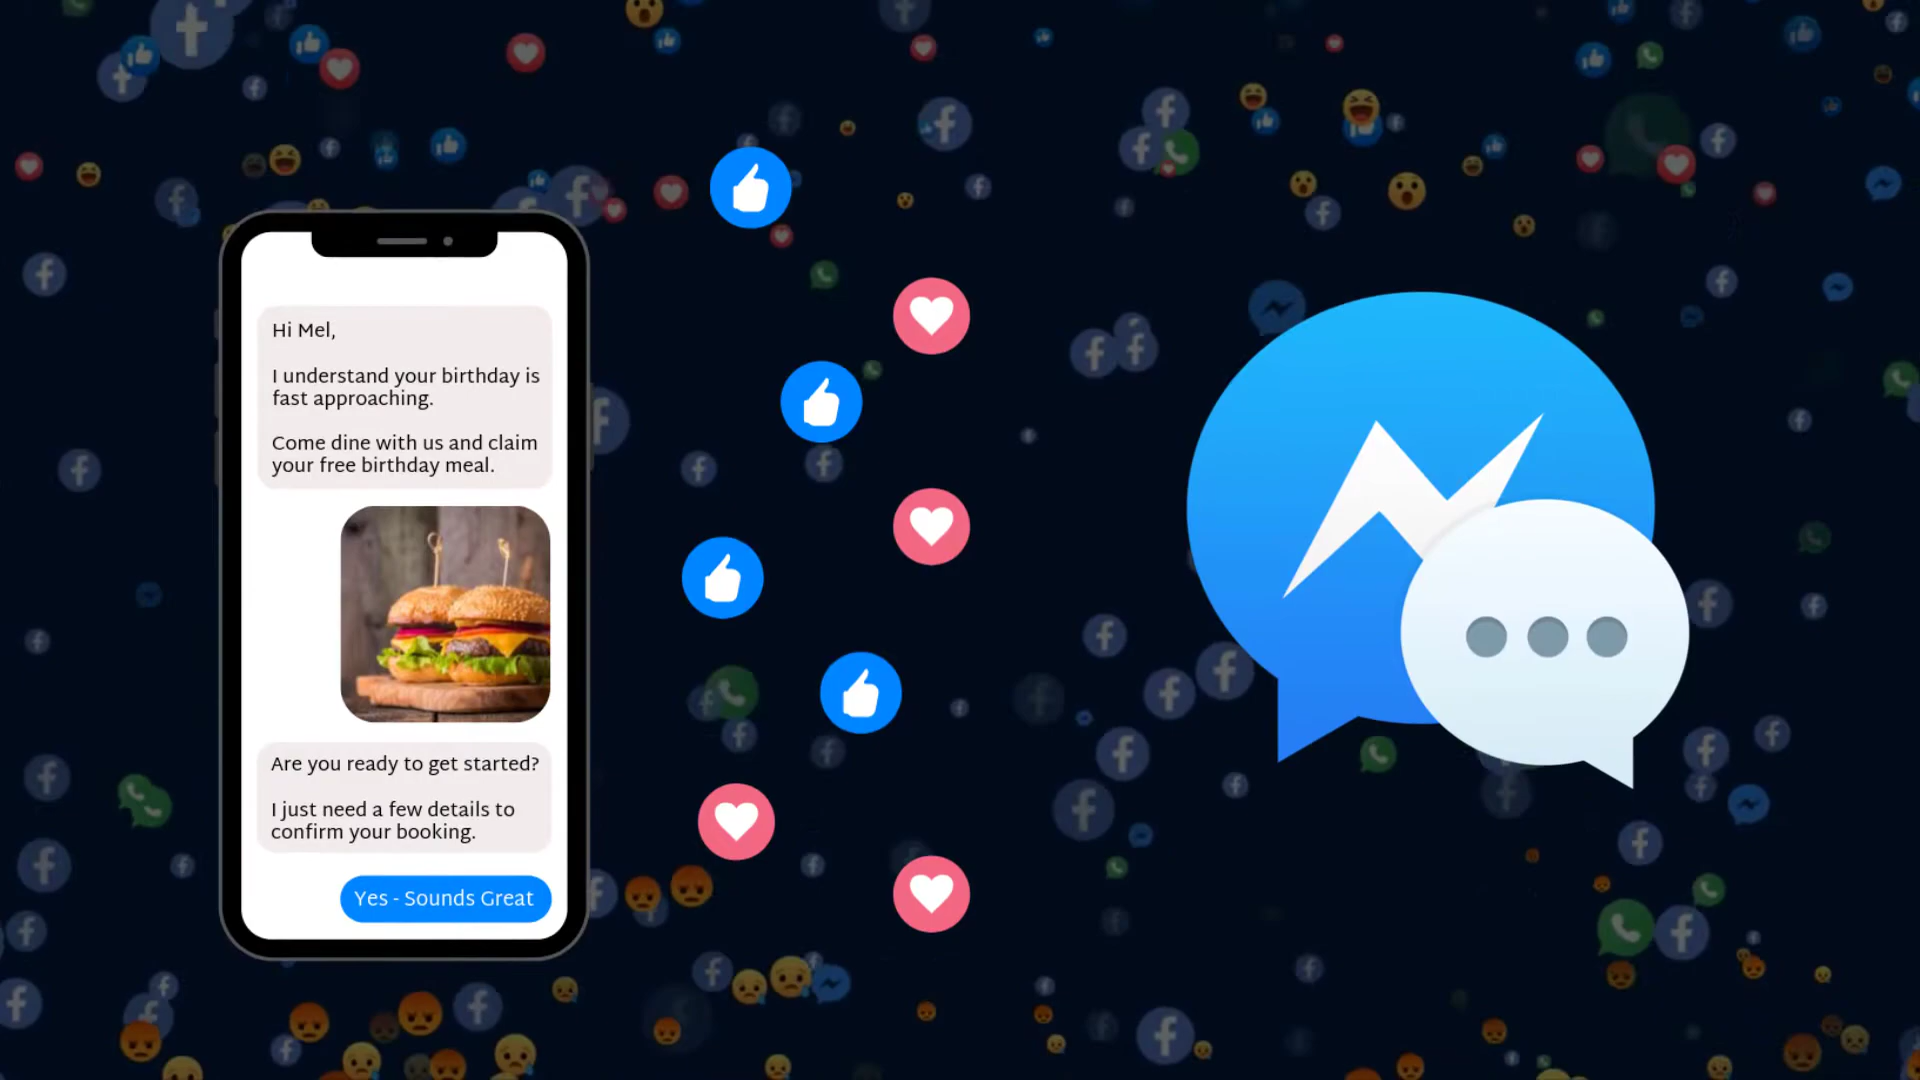 Hi Mel,
I understand your birthday is
fast approaching.
Come dine with us and claim
your free birthday meal.
Are you ready to get started?
I just need a few details to
confirm your booking.
Yes - Sounds Great